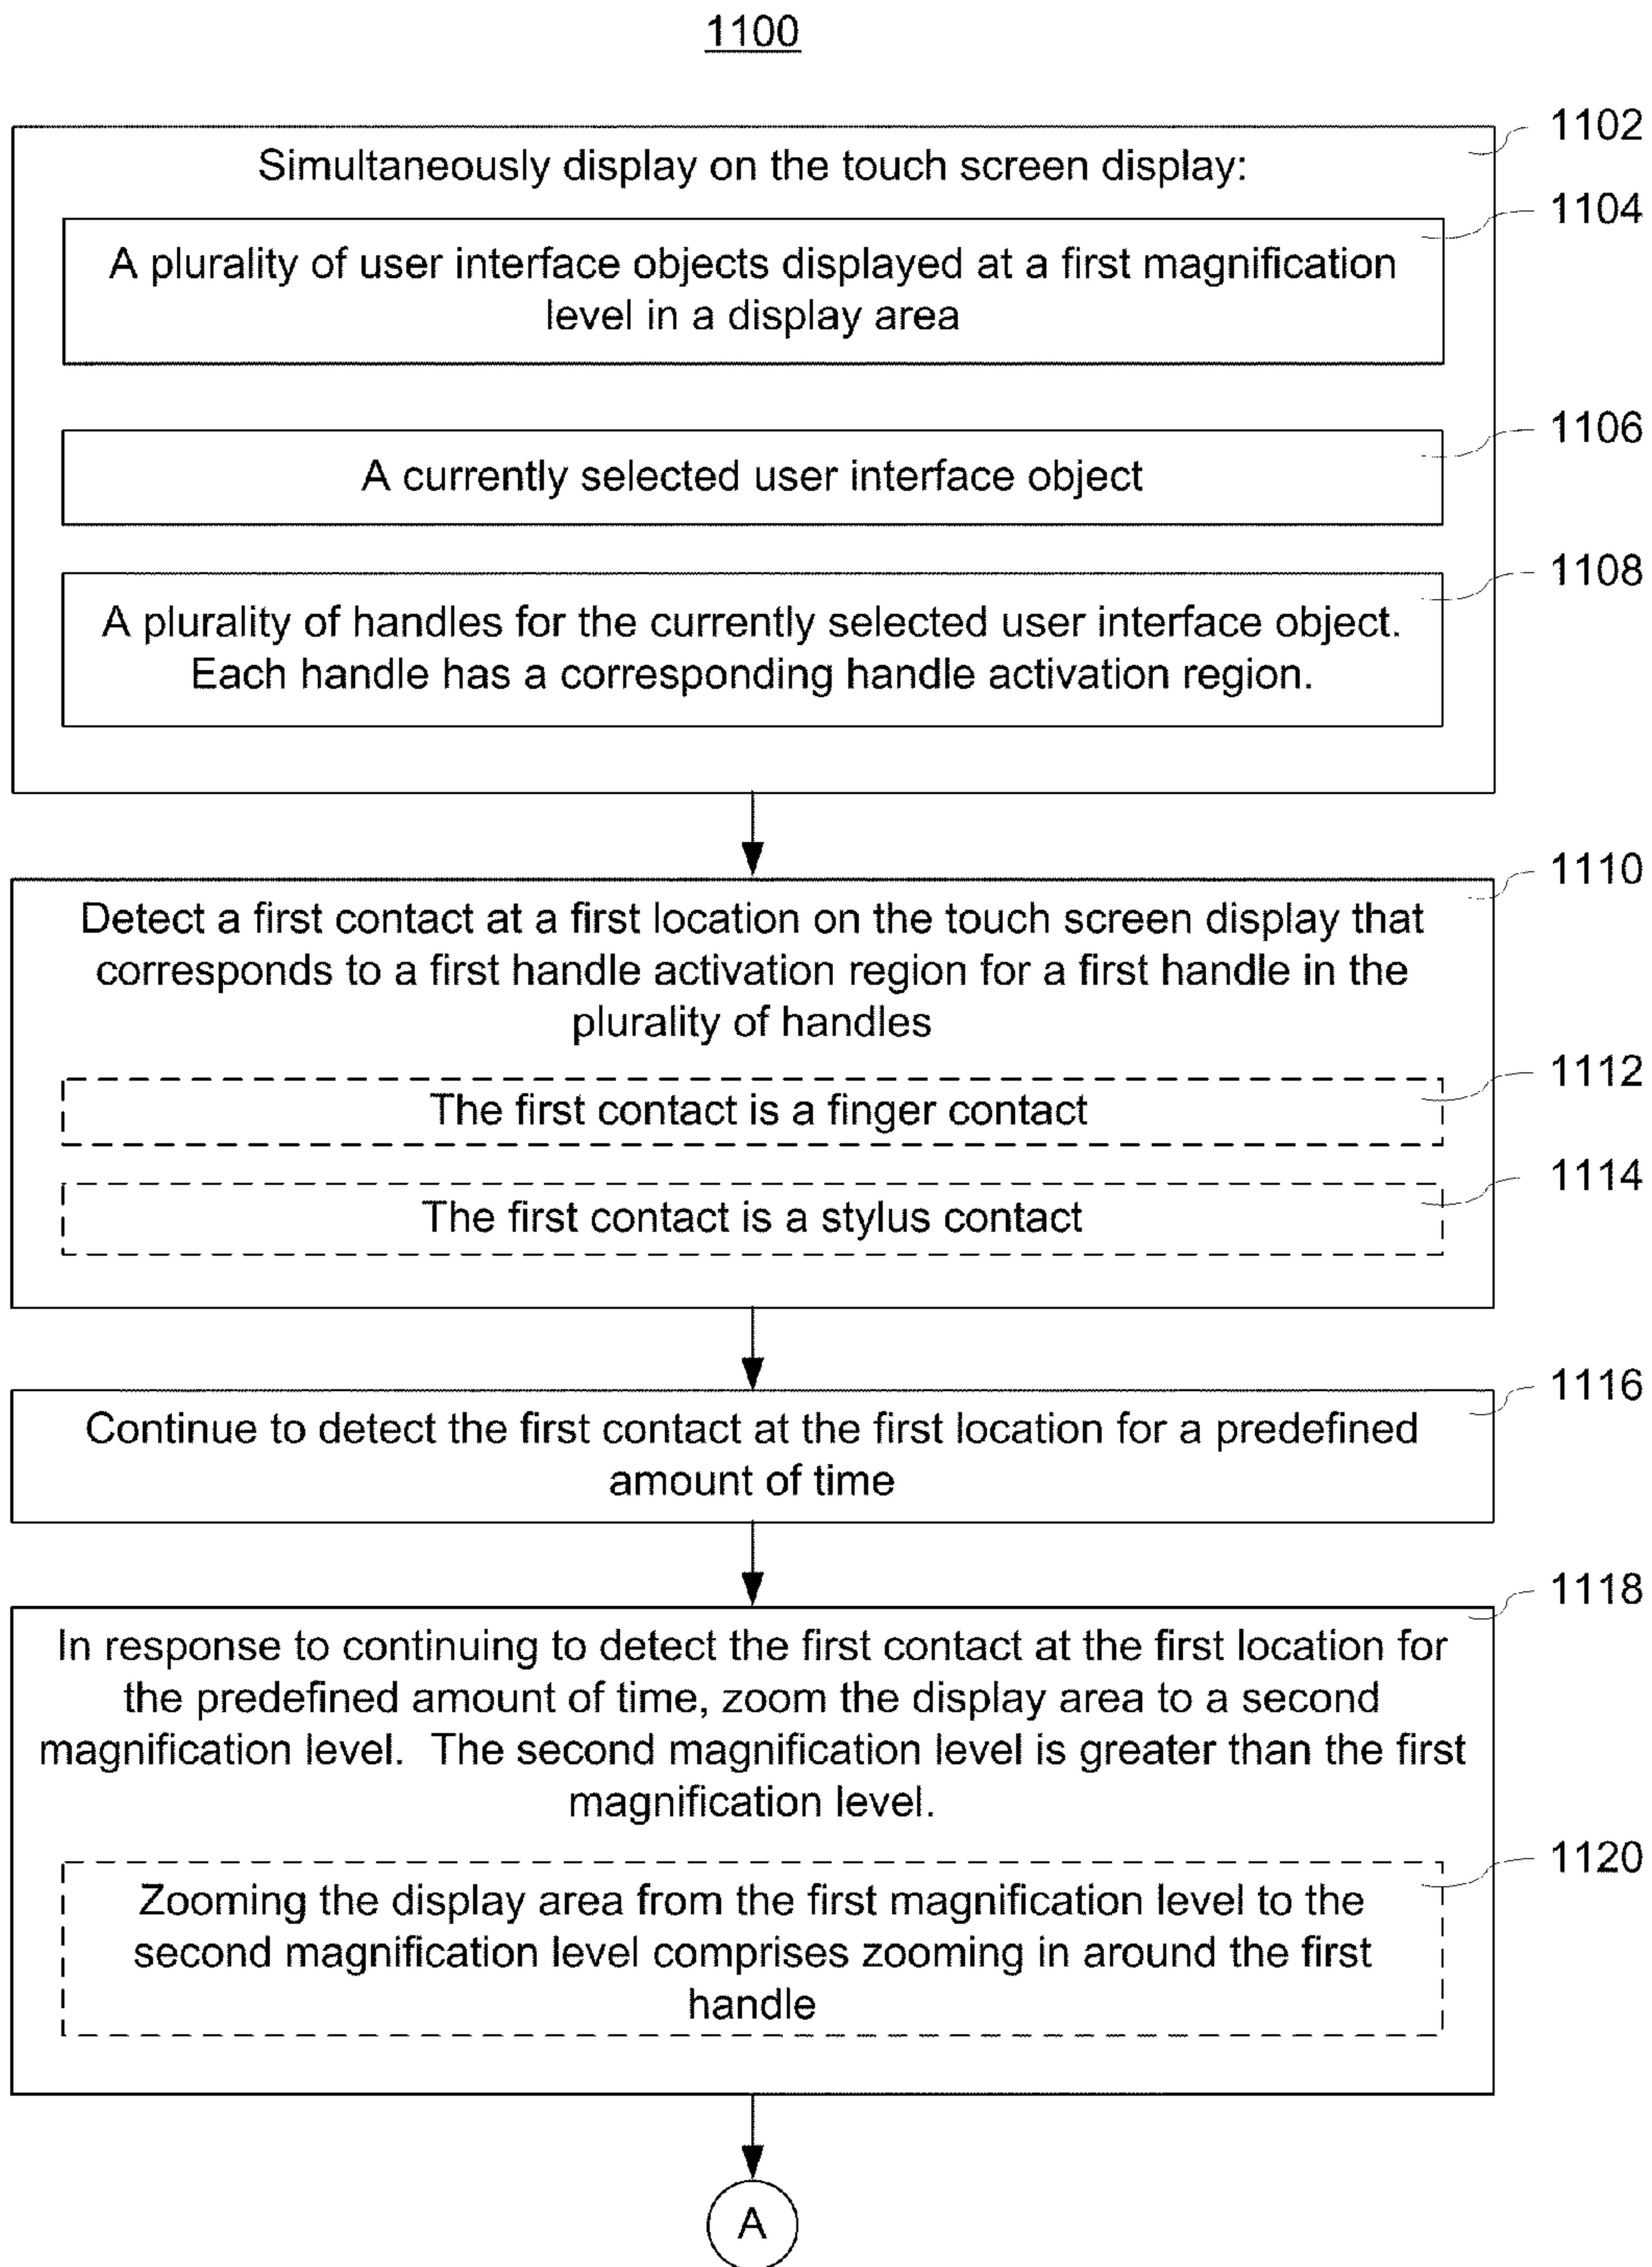 1100
1102
Simultaneously display on the touch screen display:
1104
A plurality of user interface objects displayed at a first magnification
level in a display area
1106
A currently selected user interface object
1108
A plurality of handles for the currently selected user interface object.
Each handle has a corresponding handle activation region.
1110
Detect a first contact at a first location on the touch screen display that
corresponds to a first handle activation region for a first handle in the
plurality of handles
1112
The first contact is a finger contact
1114
The first contact is a stylus contact
1116
Continue to detect the first contact at the first location for a predefined
amount of time
1118
In response to continuing to detect the first contact at the first location for
the predefined amount of time, zoom the display area to a second
magnification level.  The second magnification level is greater than the first
magnification level.
1120
Zooming the display area from the first magnification level to the
second magnification level comprises zooming in around the first
handle
A